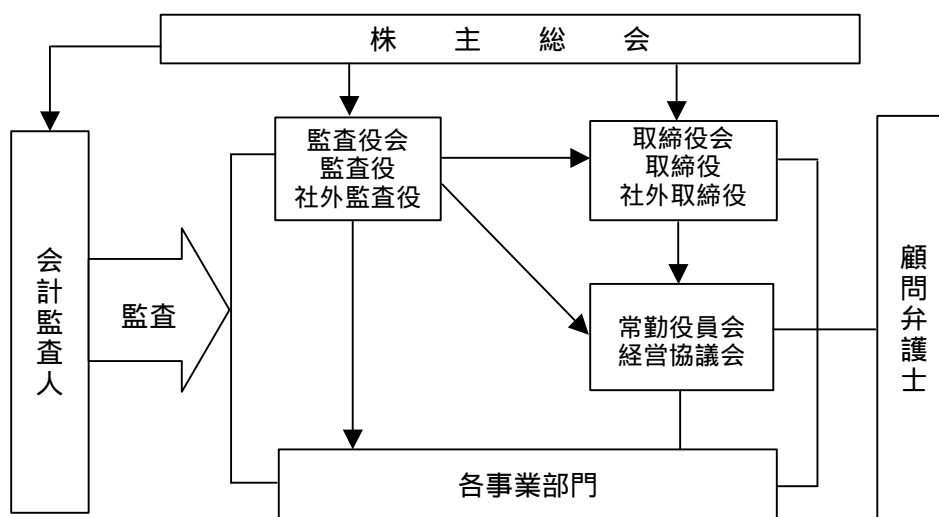 株主総会
監査役会
監査役
社外監査役
取締役会
取締役
社外取締役
会計監査人
監査
常勤役員会
経営協議会
顧問弁護士
各事業部門